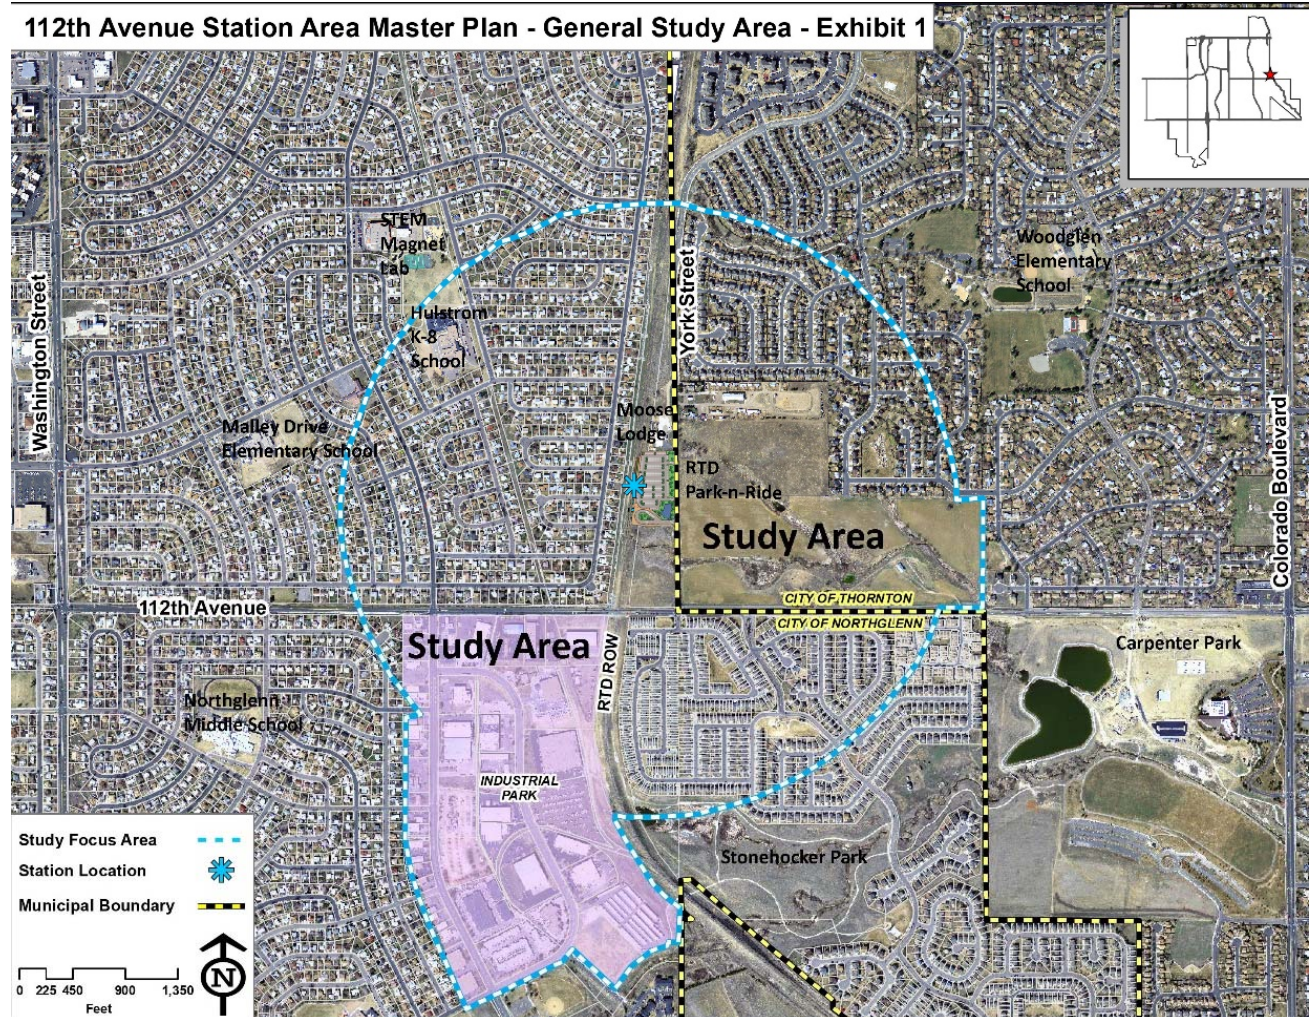 112th Avenue Station Area Master Plan - General Study Area - Exhibit 1
STEM
Magnet
Lab
Woodglen
Elementary
School
Washington Street
York Street
Hulstrom
K-8
School
Moose
Lodge
Malley Drive
Elementary School
RTD
Park-n-Ride
Colorado Boulevard
Study Area
CITY OF THORNTON
112th Avenue
CITY OF NORTHGLENN
Study Area
RTD ROW
Carpenter Park
Northglenn
Middle School
INDUSTRIAL
PARK
Stonehocker Park
Study Focus Area
Station Location
Municipal Boundary
N
0 225 450 900 1,350
Feet